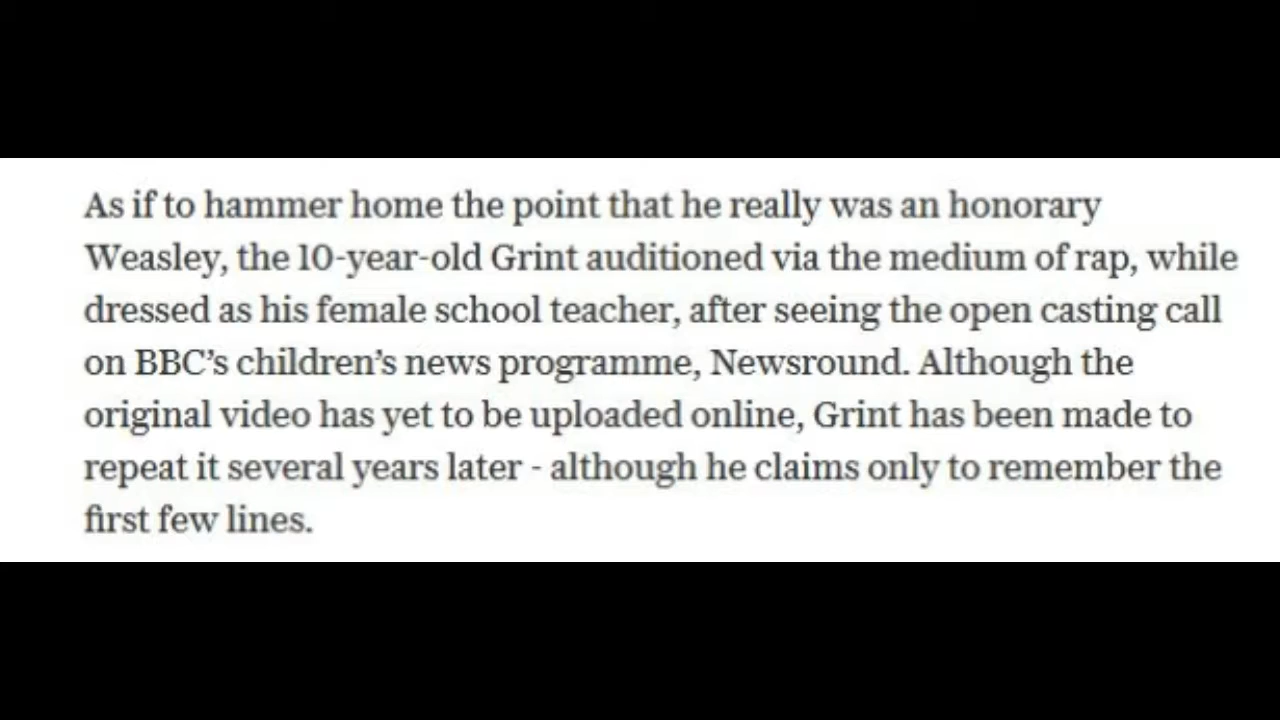 As if to hammer home the point that he really was an honorary
Weasley, the 10-year-old Grint auditioned via the medium of rap, while
dressed as his female school teacher, after seeing the open casting call
on BBC’s children’s news programme, Newsround. Although the
original video has yet to be uploaded online, Grint has been made to
repeat it several years later - although he claims only to remember the
first few lines.